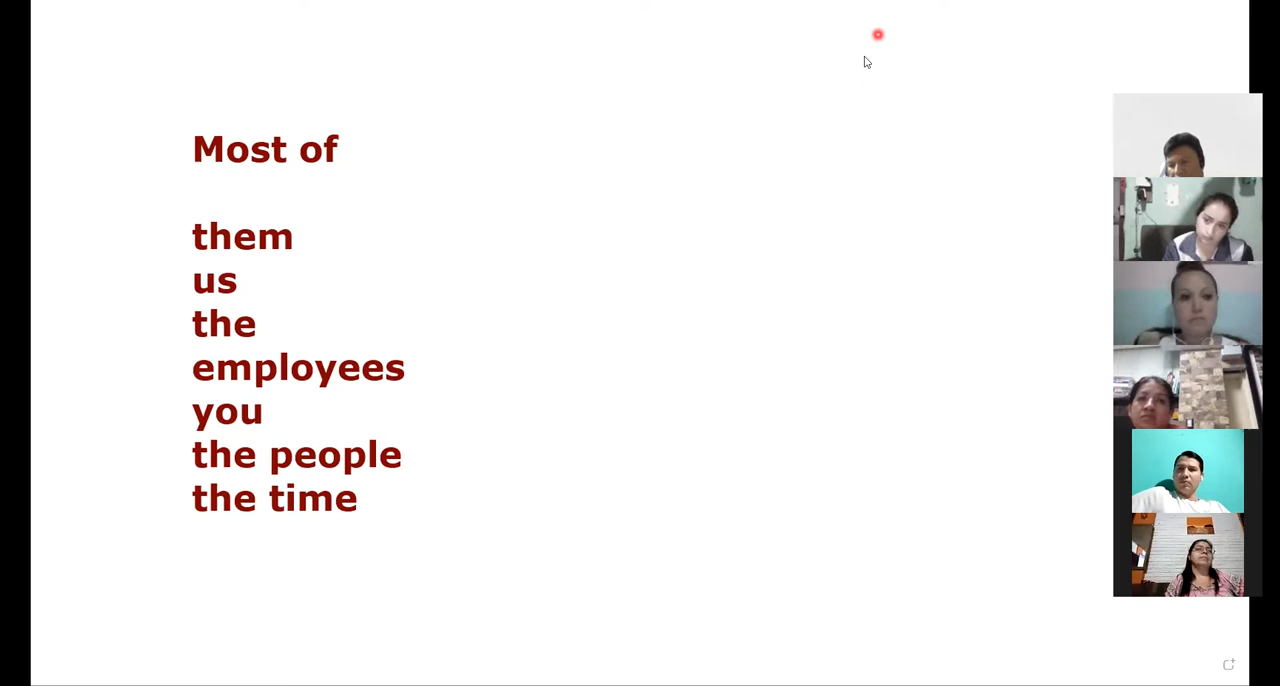 Most of
them
us
the
employees
you
the people
the time